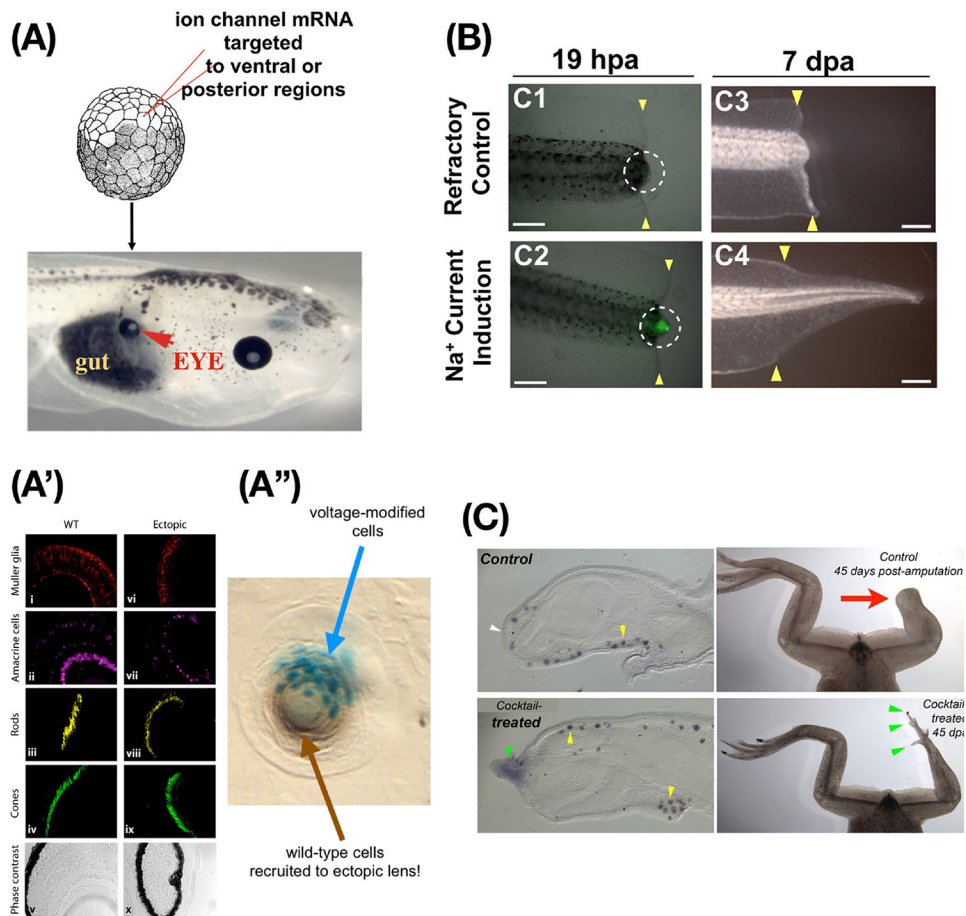 (A)
ion channel mRNA
targeted
to ventral or
posterior regions
gut
EYE
(B)
19 hpa
7 dpa
Refractory
Control
Na⁺ Current
Induction
C1
C3
C2
C4
(A')
WT
Ectopic
Muller glia
i
vi
Amacrine cells
ii
vii
Rods
iii
viii
Cones
iv
ix
Phase contrast
v
x
(A")
voltage-modified
cells
wild-type cells
recruited to ectopic lens!
(C)
Control
Control
45 days post-amputation
Cocktail-
treated
Cocktail-
treated
45 dpa